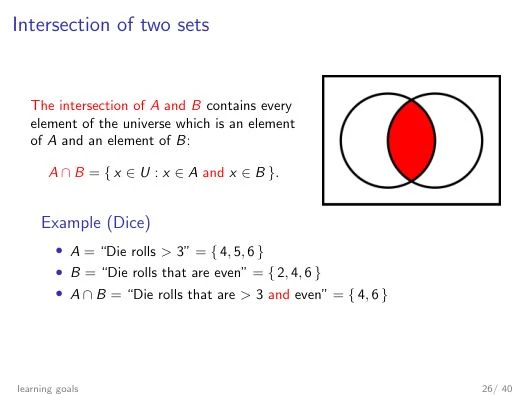 Intersection of two sets
The intersection of A and B contains every
element of the universe which is an element
of A and an element of B:
A ∩ B = { x ∈ U : x ∈ A and x ∈ B }.
Example (Dice)
• A = “Die rolls > 3” = { 4, 5, 6 }
• B = “Die rolls that are even” = { 2, 4, 6 }
• A ∩ B = “Die rolls that are > 3 and even” = { 4, 6 }
learning goals
26/ 40